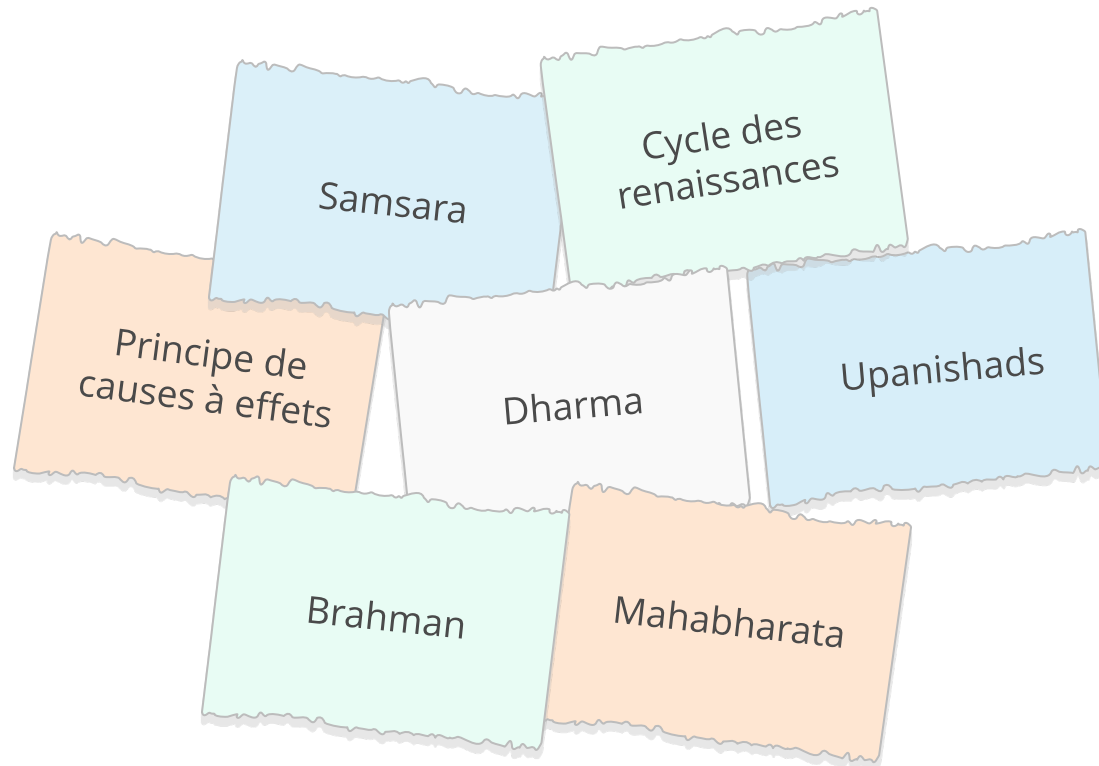 Samsara
Cycle des
renaissances
Principe de
causes à effets
Dharma
Upanishads
Brahman
Mahabharata